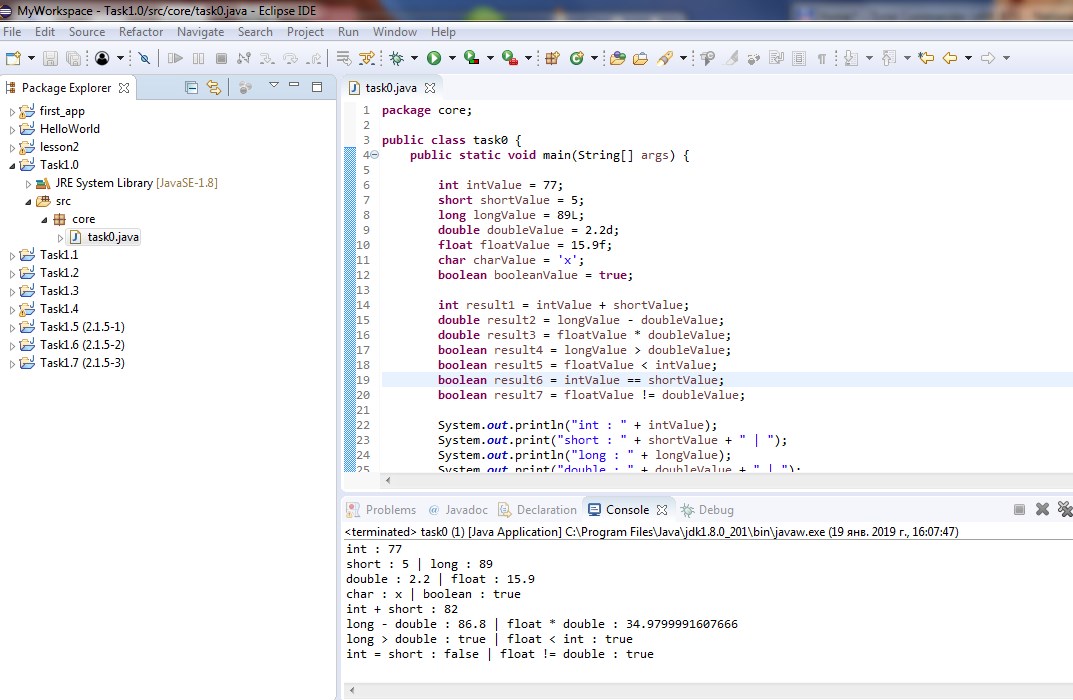 MyWorkspace - Task1.0/src/core/task0.java - Eclipse IDE
File Edit Source Refactor Navigate Search Project Run Window Help
Package Explorer
first_app
HelloWorld
lesson2
Task1.0
JRE System Library [JavaSE-1.8]
src
core
task0.java
Task1.1
Task1.2
Task1.3
Task1.4
Task1.5 (2.1.5-1)
Task1.6 (2.1.5-2)
Task1.7 (2.1.5-3)
task0.java
1 package core;
2
3 public class task0 {
4 public static void main(String[] args) {
5
6 int intValue = 77;
7 short shortValue = 5;
8 long longValue = 89L;
9 double doubleValue = 2.2d;
10 float floatValue = 15.9f;
11 char charValue = 'x';
12 boolean booleanValue = true;
13
14 int result1 = intValue + shortValue;
15 double result2 = longValue - doubleValue;
16 double result3 = floatValue * doubleValue;
17 boolean result4 = longValue > doubleValue;
18 boolean result5 = floatValue < intValue;
19 boolean result6 = intValue == shortValue;
20 boolean result7 = floatValue != doubleValue;
21
22 System.out.println("int : " + intValue);
23 System.out.print("short : " + shortValue + " | ");
24 System.out.println("long : " + longValue);
25 System.out.print("double : " + doubleValue + " | ");
Problems Javadoc Declaration Console Debug
<terminated> task0 (1) [Java Application] C:\Program Files\Java\jdk1.8.0_201\bin\javaw.exe (19 янв. 2019 г., 16:07:47)
int : 77
short : 5 | long : 89
double : 2.2 | float : 15.9
char : x | boolean : true
int + short : 82
long - double : 86.8 | float * double : 34.9799991607666
long > double : true | float < int : true
int = short : false | float != double : true